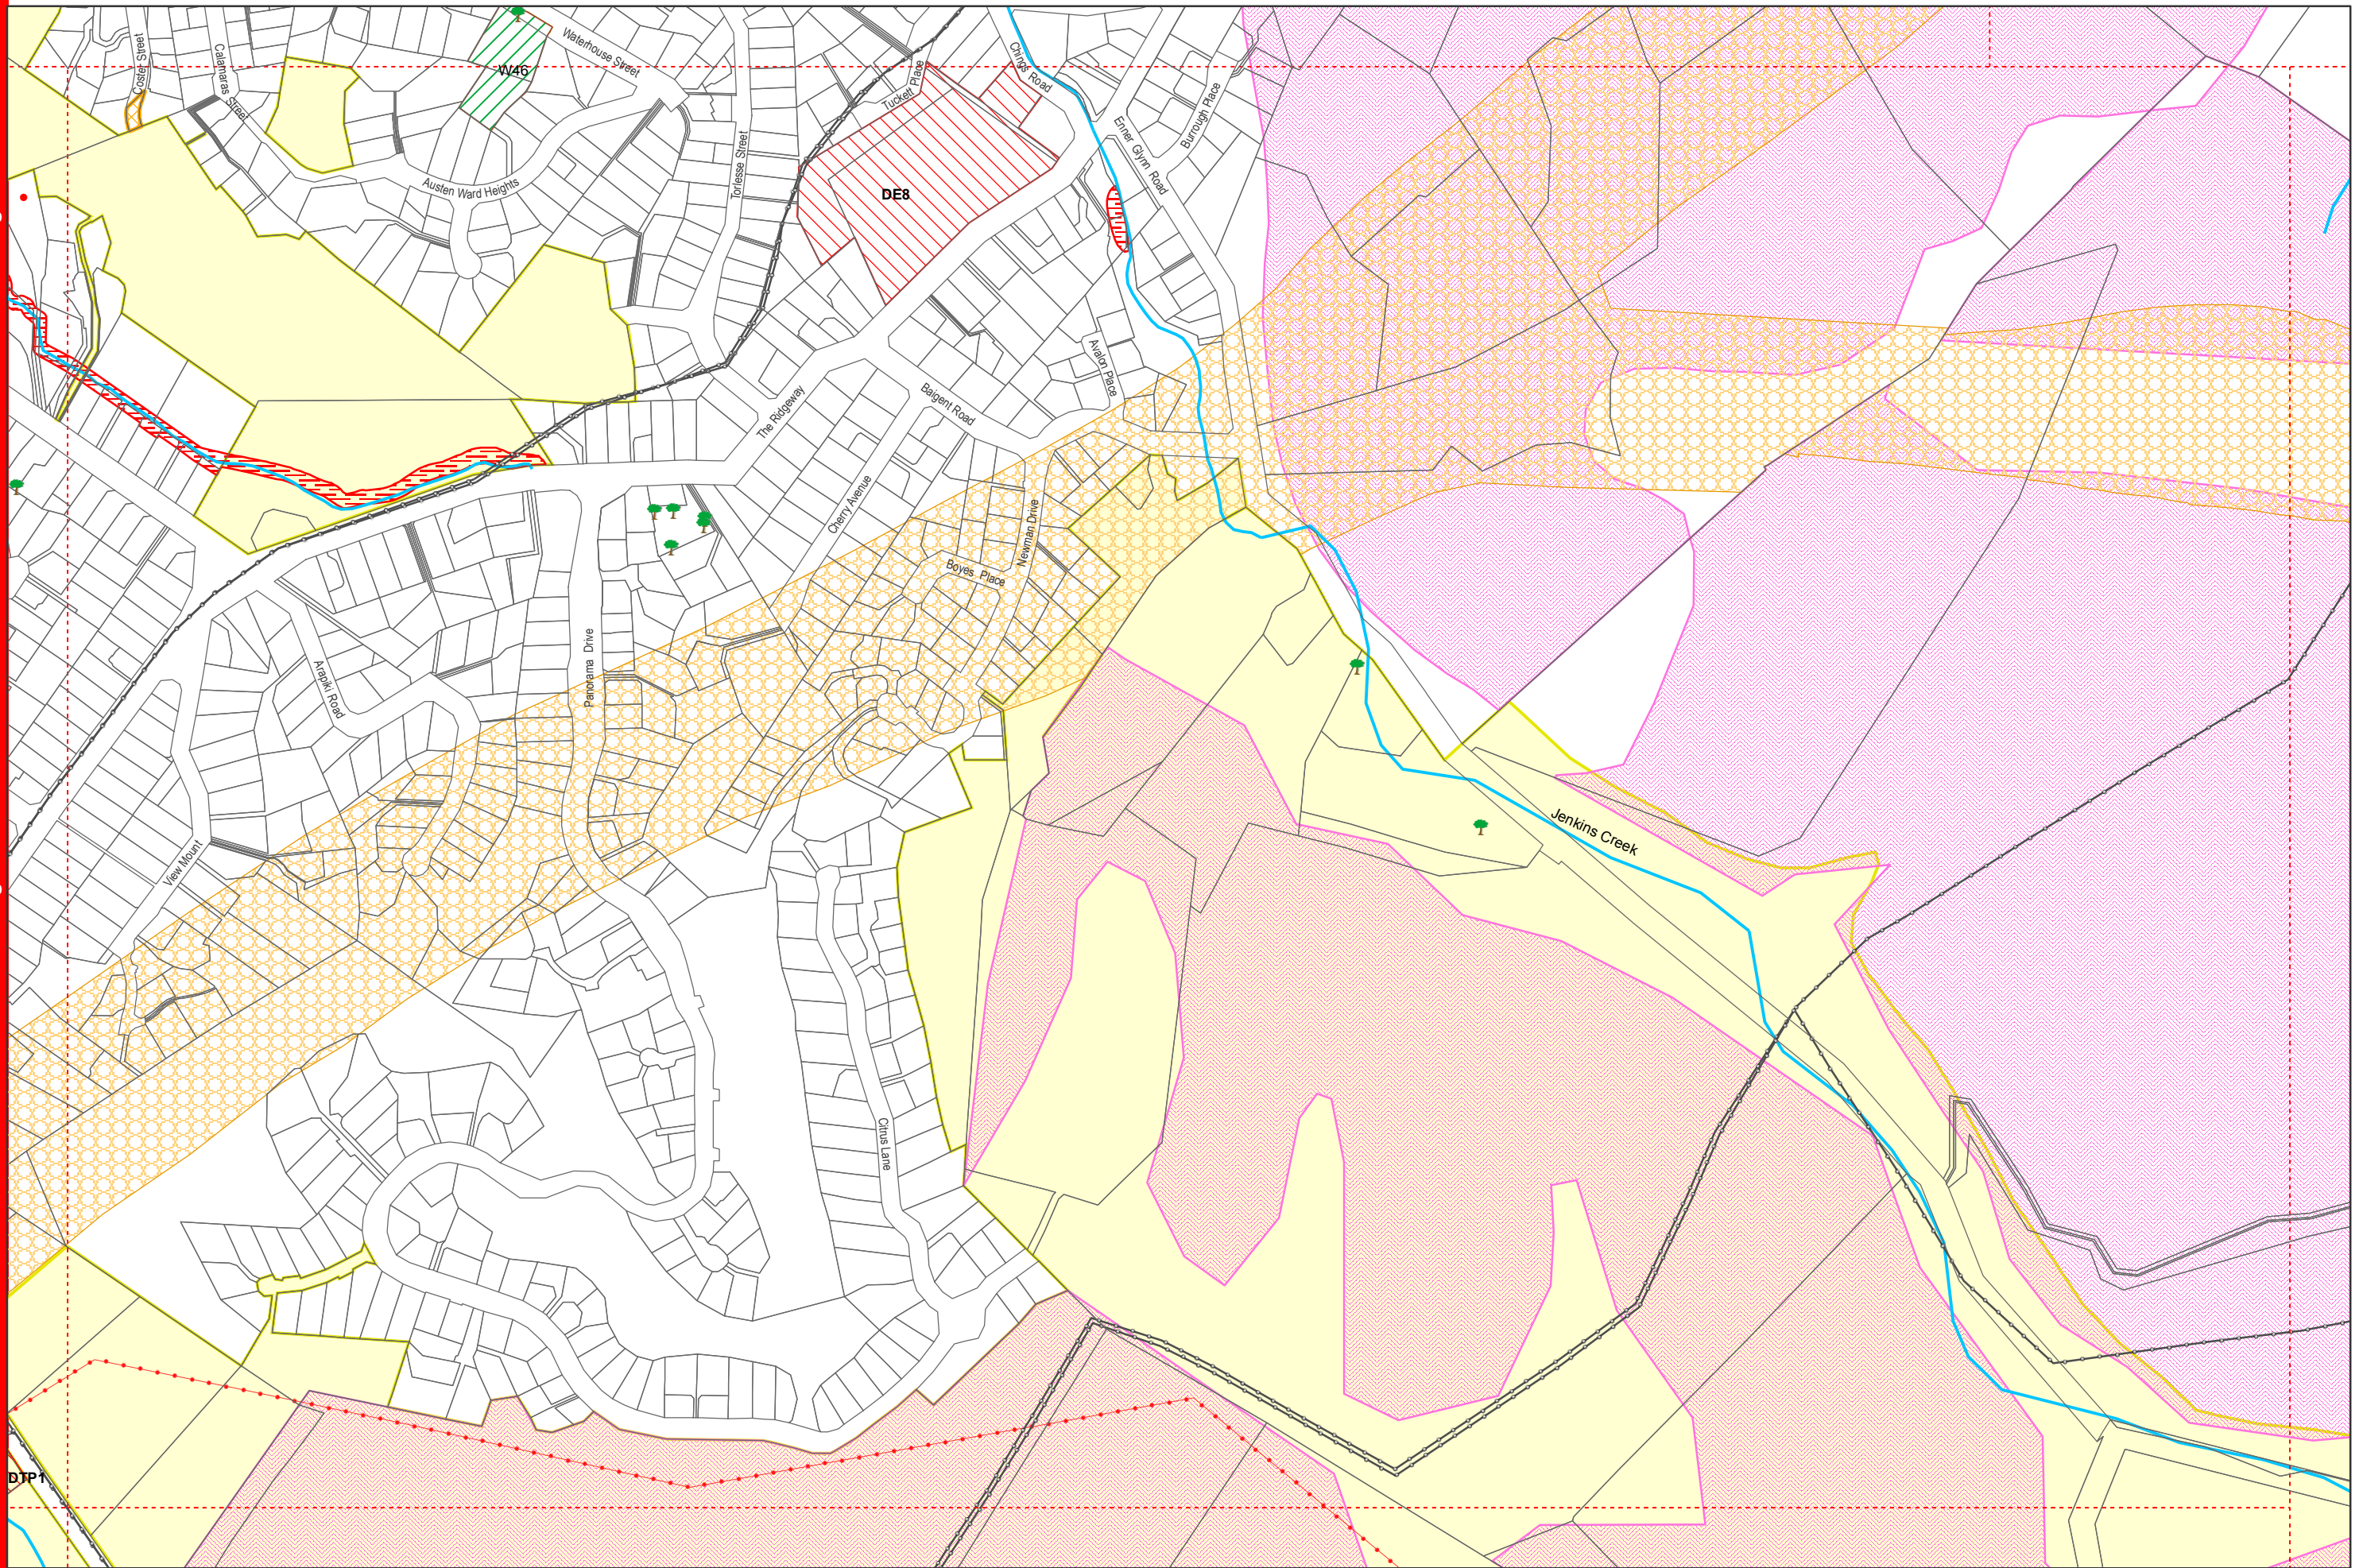 Coster Street
Calamaras Street
W46
Waterhouse Street
Tuckett Place
Chings Road
Enner Glynn Road
Burrough Place
Torlesse Street
Austen Ward Heights
DE8
Avalon Place
The Ridgeway
Baigent Road
Cherry Avenue
Newman Drive
Boyes Place
Panorama Drive
Arapiki Road
View Mount
Jenkins Creek
Citrus Lane
DTP1